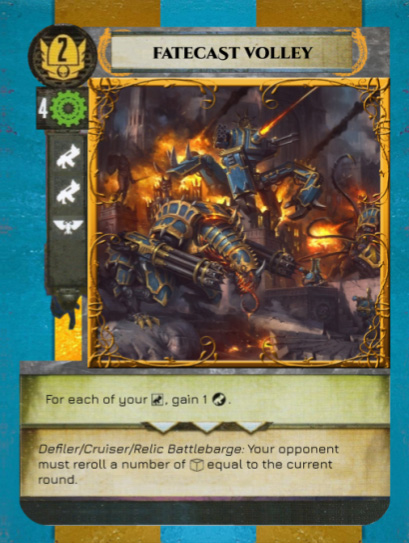 2
FATECAST VOLLEY
4
For each of your , gain 1 .
Defiler/Cruiser/Relic Battlebarge: Your opponent
must reroll a number of equal to the current
round.